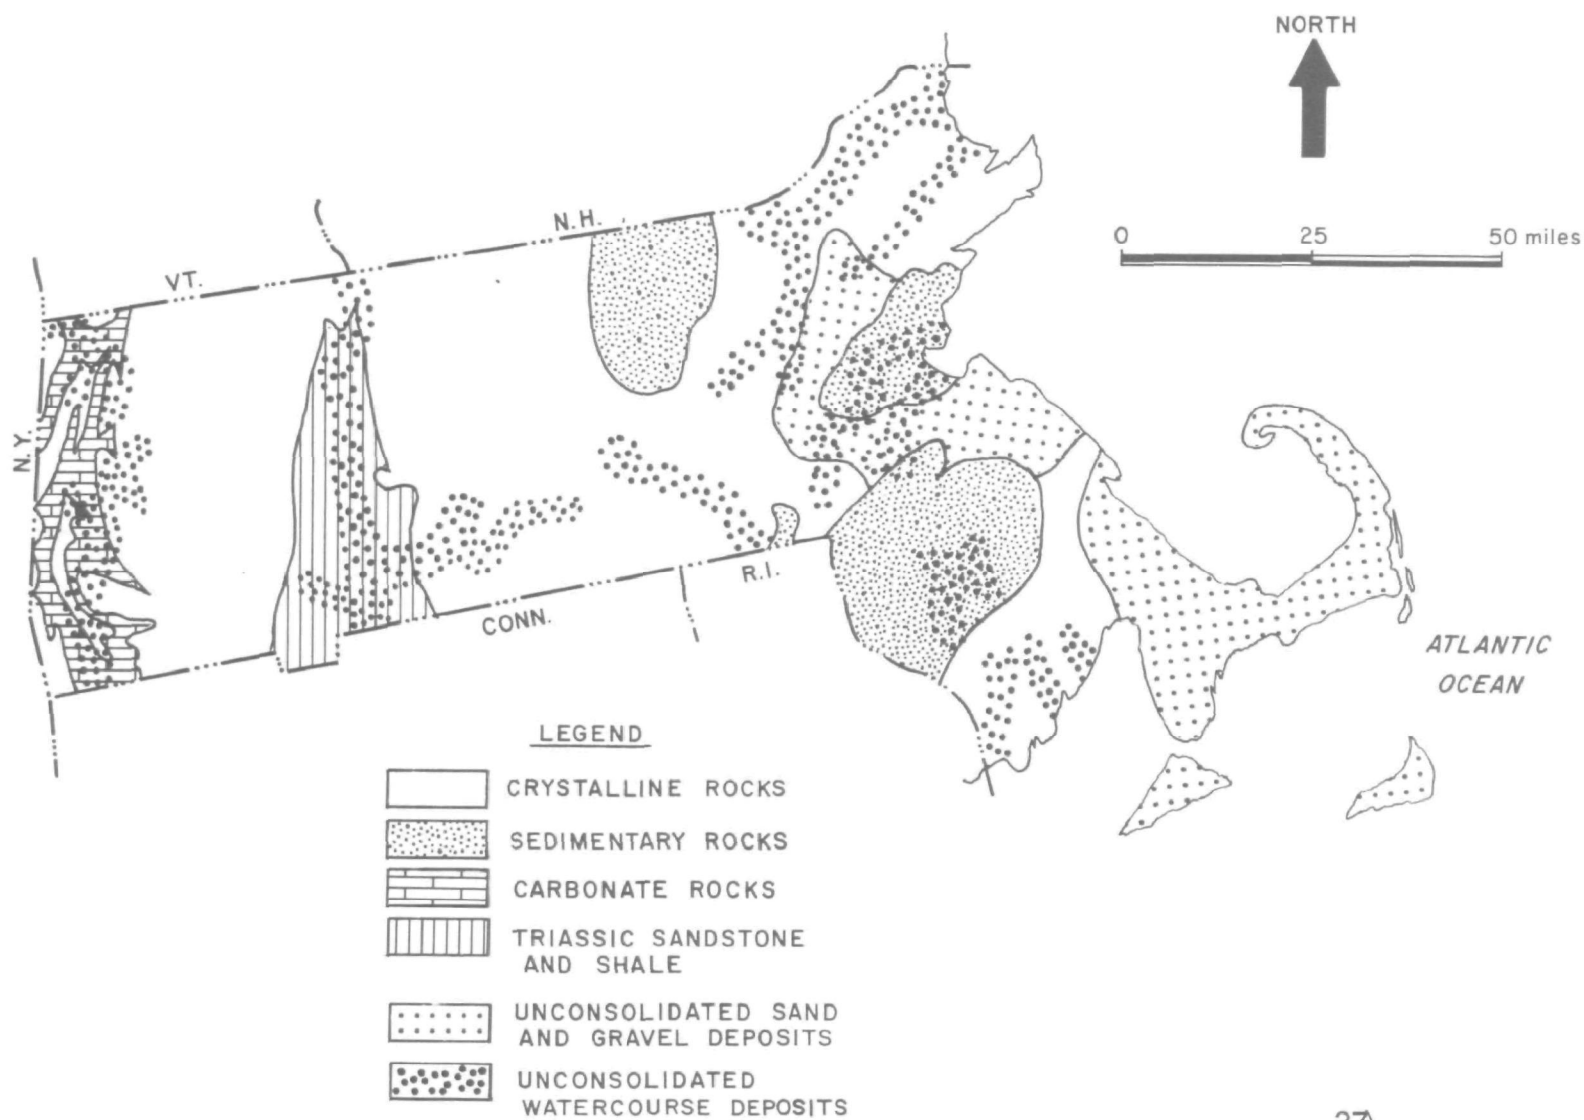 NORTH
0 25 50 miles
N.H.
VT.
N.Y.
R.I.
CONN.
ATLANTIC
OCEAN
LEGEND
CRYSTALLINE ROCKS
SEDIMENTARY ROCKS
CARBONATE ROCKS
TRIASSIC SANDSTONE
AND SHALE
UNCONSOLIDATED SAND
AND GRAVEL DEPOSITS
UNCONSOLIDATED
WATERCOURSE DEPOSITS